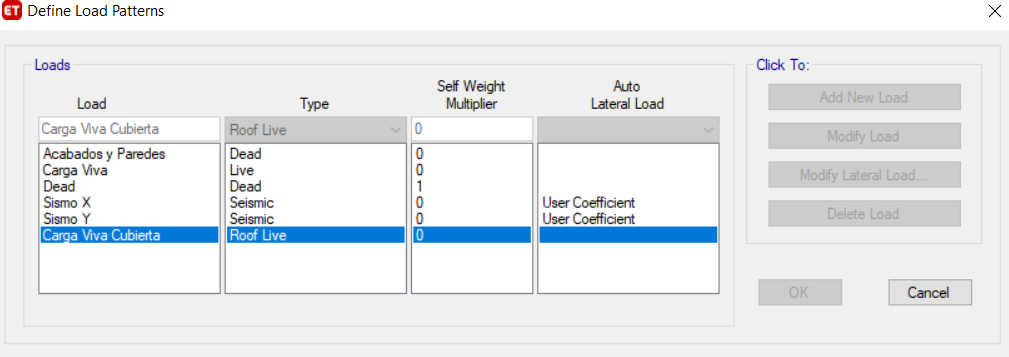 ET Define Load Patterns
Loads
Click To:
Load Type Self Weight Multiplier Auto Lateral Load
Carga Viva Cubierta Roof Live 0
Acabados y Paredes Dead 0
Carga Viva Live 0
Dead Dead 1
Sismo X Seismic 0 User Coefficient
Sismo Y Seismic 0 User Coefficient
Carga Viva Cubierta Roof Live 0
Add New Load
Modify Load
Modify Lateral Load...
Delete Load
OK Cancel